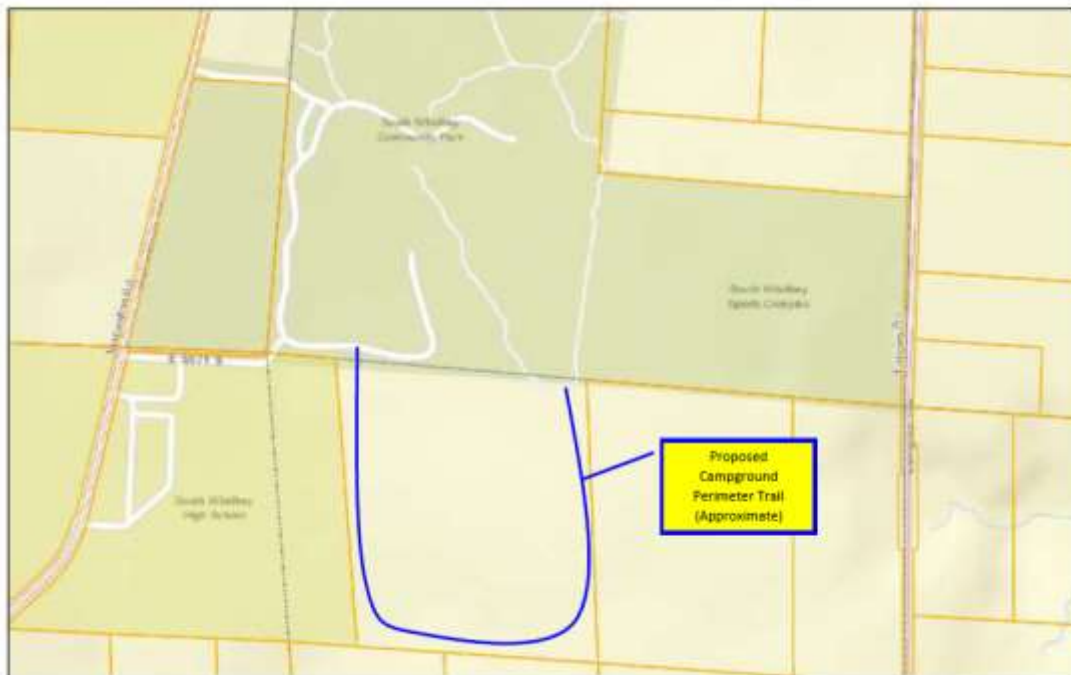 South Whidbey
Community Park
South Whidbey
Sports Complex
South Whidbey
High School
Proposed
Campground
Perimeter Trail
(Approximate)